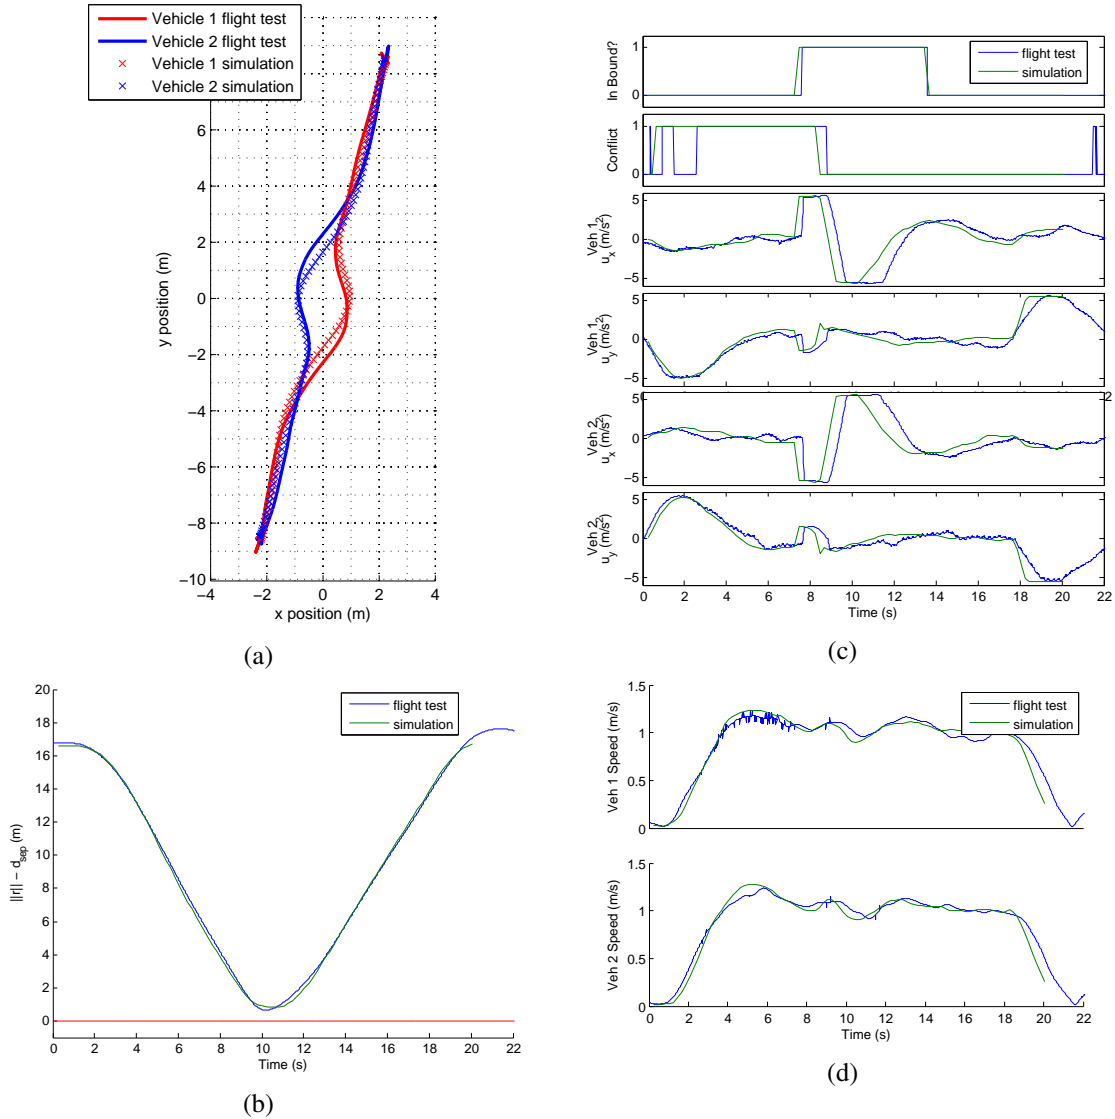 Vehicle 1 flight test
Vehicle 2 flight test
Vehicle 1 simulation
Vehicle 2 simulation
6
4
2
0
−2
−4
−6
−8
−10
y position (m)
−4
−2
0
2
4
x position (m)
(a)
flight test
simulation
In Bound?
1
0
Conflict
1
0
Veh 1
u_x (m/s²)
5
0
−5
Veh 1
u_y (m/s²)
5
0
−5
Veh 2
u_x (m/s²)
5
0
−5
2
Veh 2
u_y (m/s²)
5
0
−5
0 2 4 6 8 10 12 14 16 18 20 22
Time (s)
(c)
flight test
simulation
20
18
16
14
12
10
8
6
4
2
0
||r|| − d_sep (m)
0 2 4 6 8 10 12 14 16 18 20 22
Time (s)
(b)
flight test
simulation
1.5
1
0.5
0
Veh 1 Speed (m/s)
1.5
1
0.5
0
Veh 2 Speed (m/s)
0 2 4 6 8 10 12 14 16 18 20 22
Time (s)
(d)